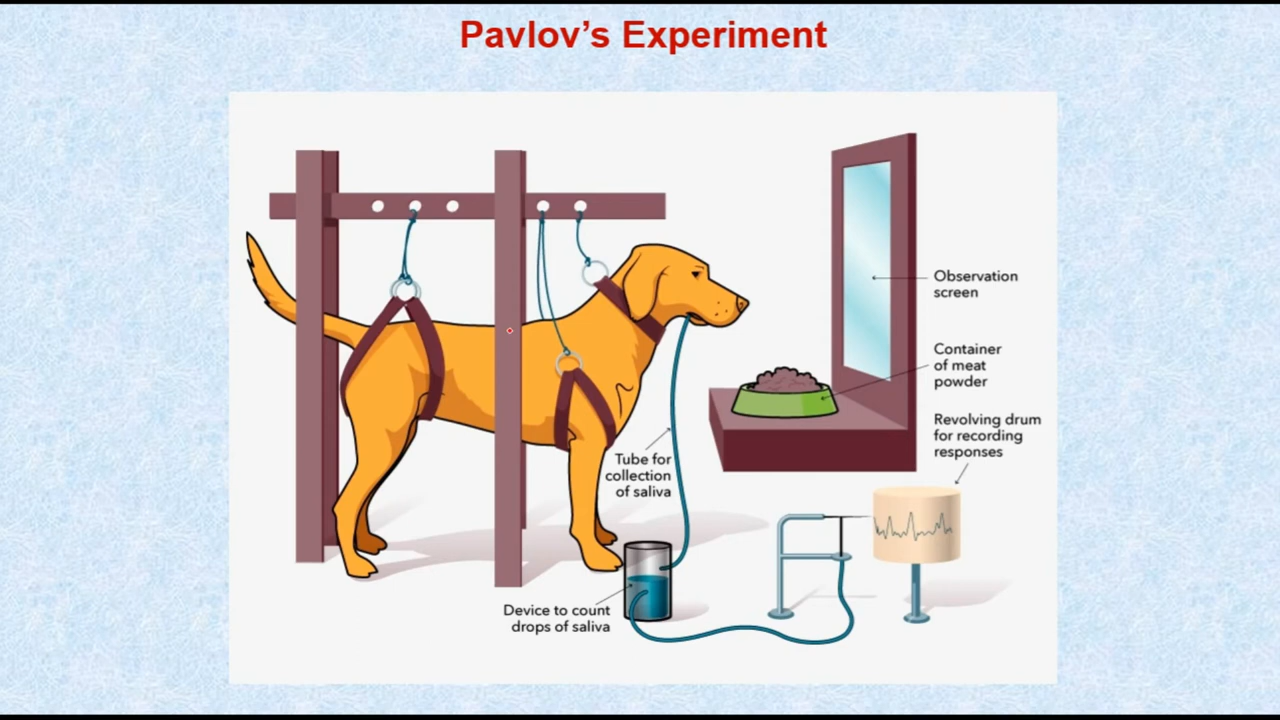 Pavlov’s Experiment
Observation
screen
Container
of meat
powder
Revolving drum
for recording
responses
Tube for
collection
of saliva
Device to count
drops of saliva